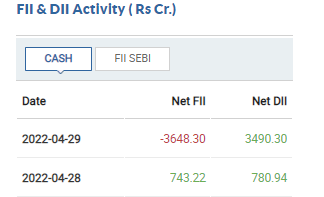 FII & DII Activity ( Rs Cr.)
CASH FII SEBI
Date Net FII Net DII
2022-04-29 -3648.30 3490.30
2022-04-28 743.22 780.94